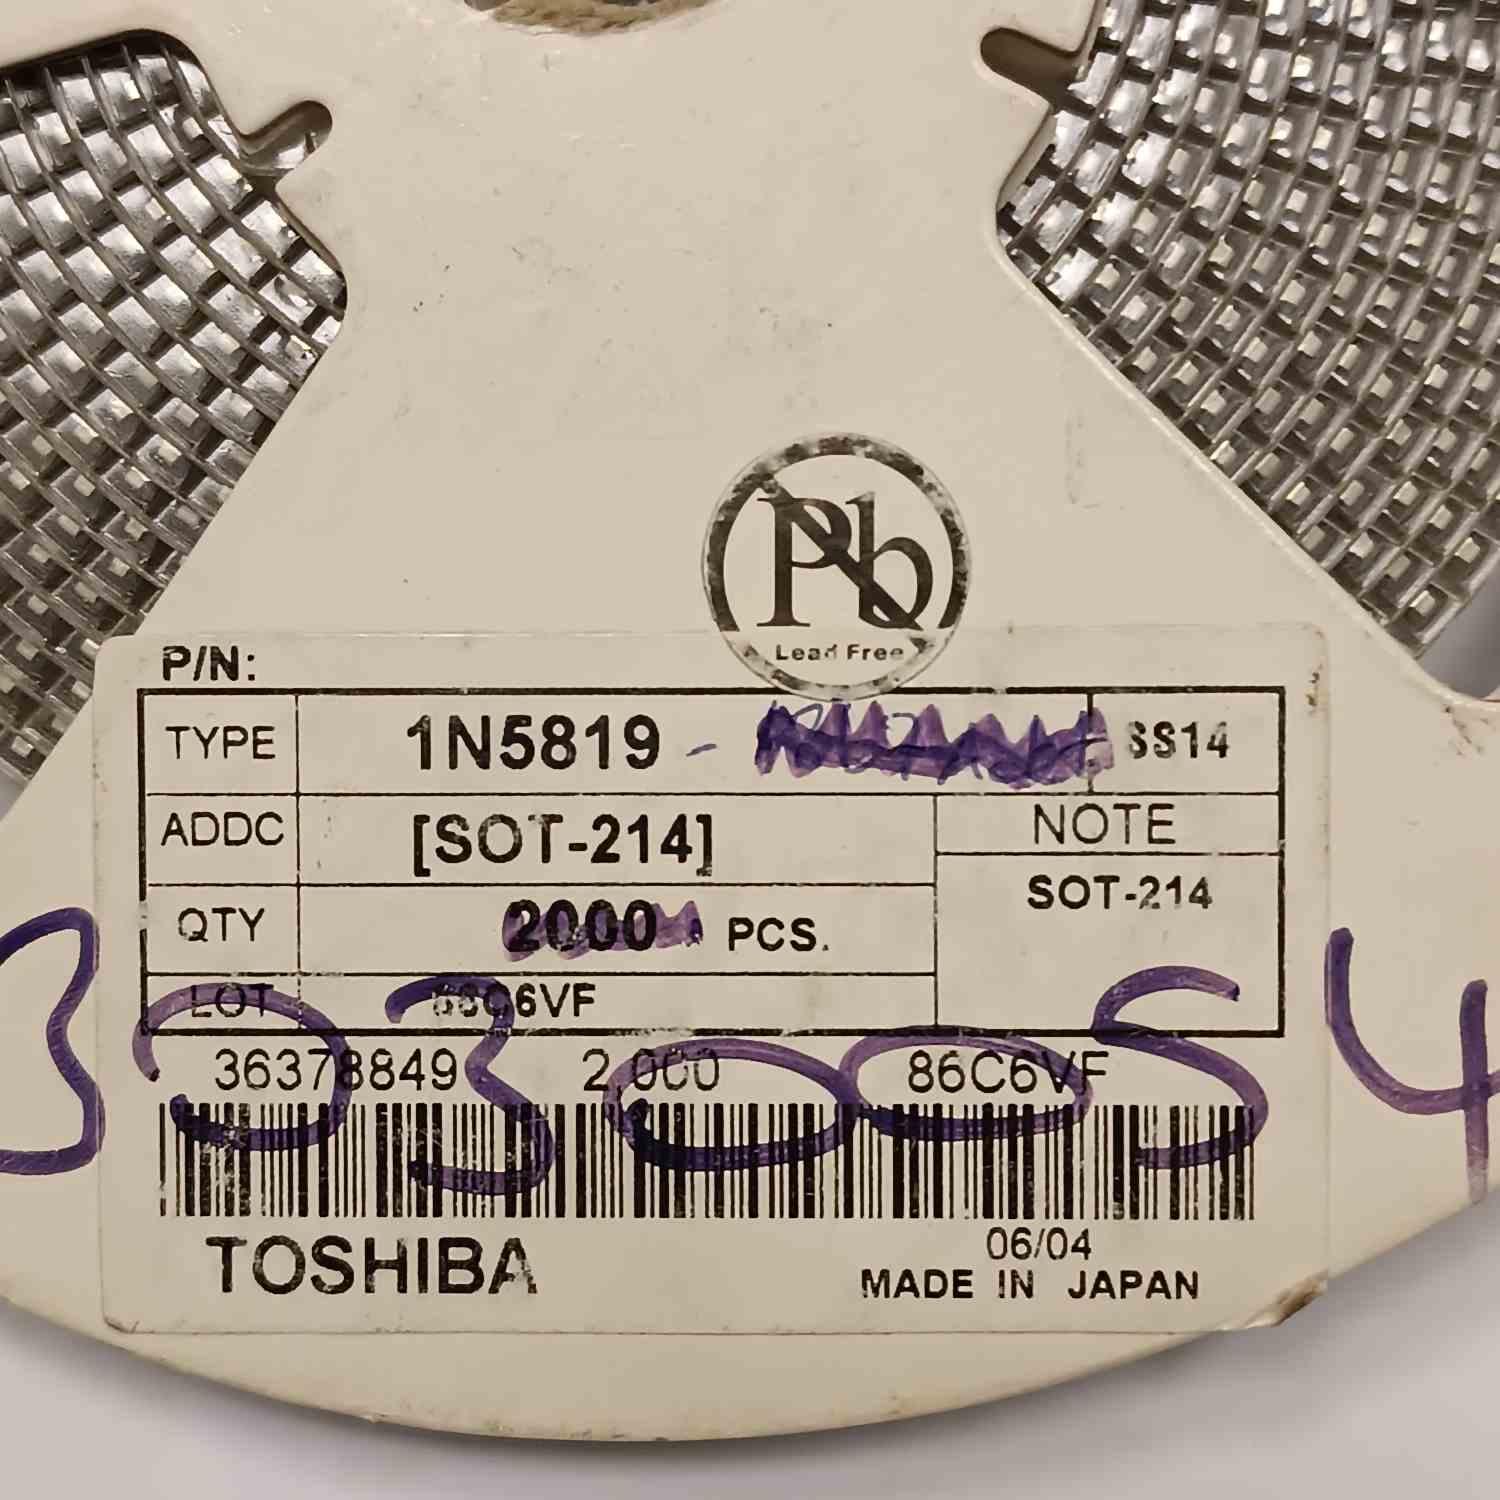 Pb
Lead Free
P/N:
TYPE 1N5819 - SS14
ADDC [SOT-214] NOTE
SOT-214
QTY 2000 PCS.
LOT 86C6VF
3030054
36378849 2,000 86C6VF
TOSHIBA
06/04
MADE IN JAPAN